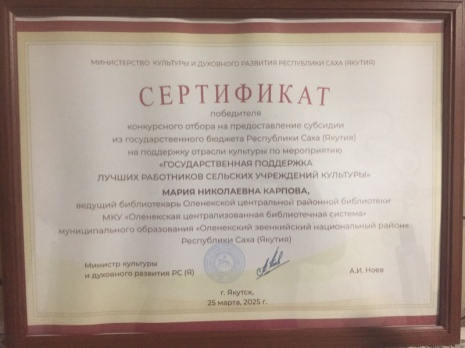 МИНИСТЕРСТВО КУЛЬТУРЫ И ДУХОВНОГО РАЗВИТИЯ РЕСПУБЛИКИ САХА (ЯКУТИЯ)
СЕРТИФИКАТ
победителя
конкурсного отбора на предоставление субсидии
из государственного бюджета Республики Саха (Якутия)
на поддержку отрасли культуры по мероприятию
«ГОСУДАРСТВЕННАЯ ПОДДЕРЖКА
ЛУЧШИХ РАБОТНИКОВ СЕЛЬСКИХ УЧРЕЖДЕНИЙ КУЛЬТУРЫ»
МАРИЯ НИКОЛАЕВНА КАРПОВА,
ведущий библиотекарь Оленекской центральной районной библиотеки
МКУ «Оленекская централизованная библиотечная система»
муниципального образования «Оленекский эвенкийский национальный район»
Республики Саха (Якутия)
Министр культуры
и духовного развития РС (Я)
А.И. Ноев
г. Якутск,
25 марта, 2025 г.